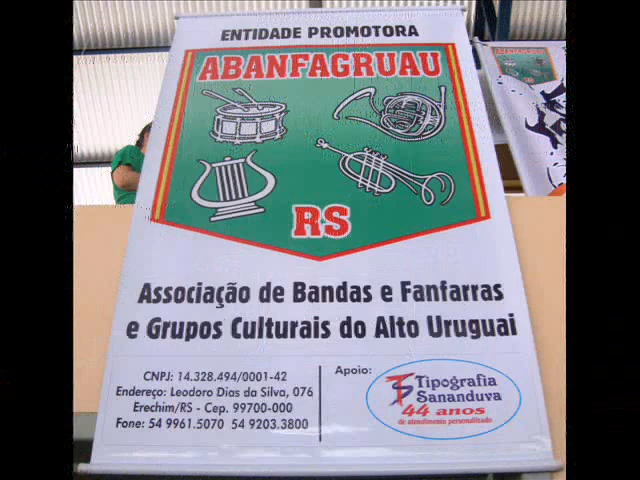 ENTIDADE PROMOTORA
ABANFAGRUAU
RS
Associação de Bandas e Fanfarras
e Grupos Culturais do Alto Uruguai
CNPJ: 14.328.494/0001-42
Endereço: Leodoro Dias da Silva, 076
Erechim/RS - Cep. 99700-000
Fone: 54 9961.5070 54 9203.3800
Apoio:
TS Tipografia
Sananduva
44 anos
de atendimento personalizado